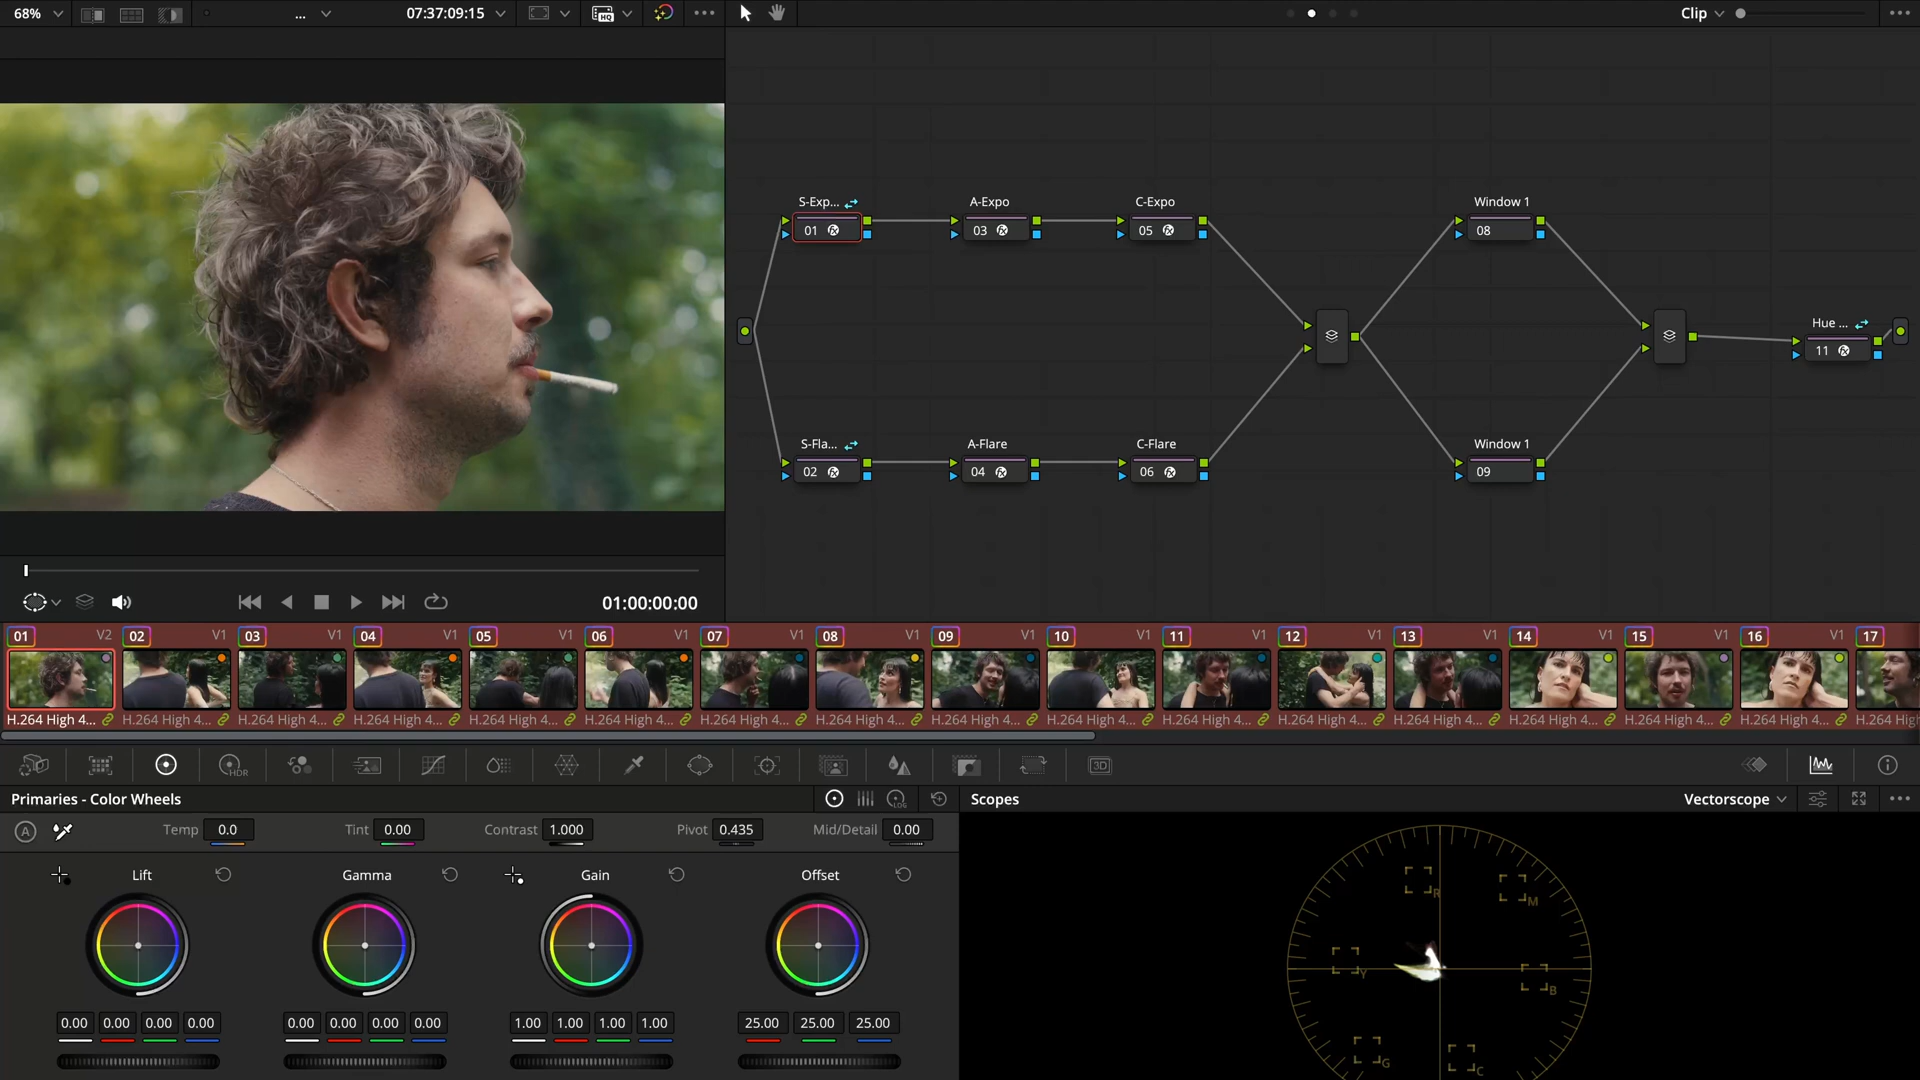 68%
...
07:37:09:15
HQ
Clip
S-Exp...
A-Expo
C-Expo
Window 1
01
03
05
08
Hue ...
11
S-Fla...
A-Flare
C-Flare
Window 1
02
04
06
09
01:00:00:00
01 V2 02 V1 03 V1 04 V1 05 V1 06 V1 07 V1 08 V1 09 V1 10 V1 11 V1 12 V1 13 V1 14 V1 15 V1 16 V1 17
H.264 High 4... H.264 High 4... H.264 High 4... H.264 High 4... H.264 High 4... H.264 High 4... H.264 High 4... H.264 High 4... H.264 High 4... H.264 High 4... H.264 High 4... H.264 High 4... H.264 High 4... H.264 High 4... H.264 High 4... H.264 High 4... H.264 High
HDR
3D
Primaries - Color Wheels
LOG
Scopes
Vectorscope
A
Temp 0.0 Tint 0.00 Contrast 1.000 Pivot 0.435 Mid/Detail 0.00
Lift
Gamma
Gain
Offset
R
M
Y
B
G
C
0.00 0.00 0.00 0.00
0.00 0.00 0.00 0.00
1.00 1.00 1.00 1.00
25.00 25.00 25.00